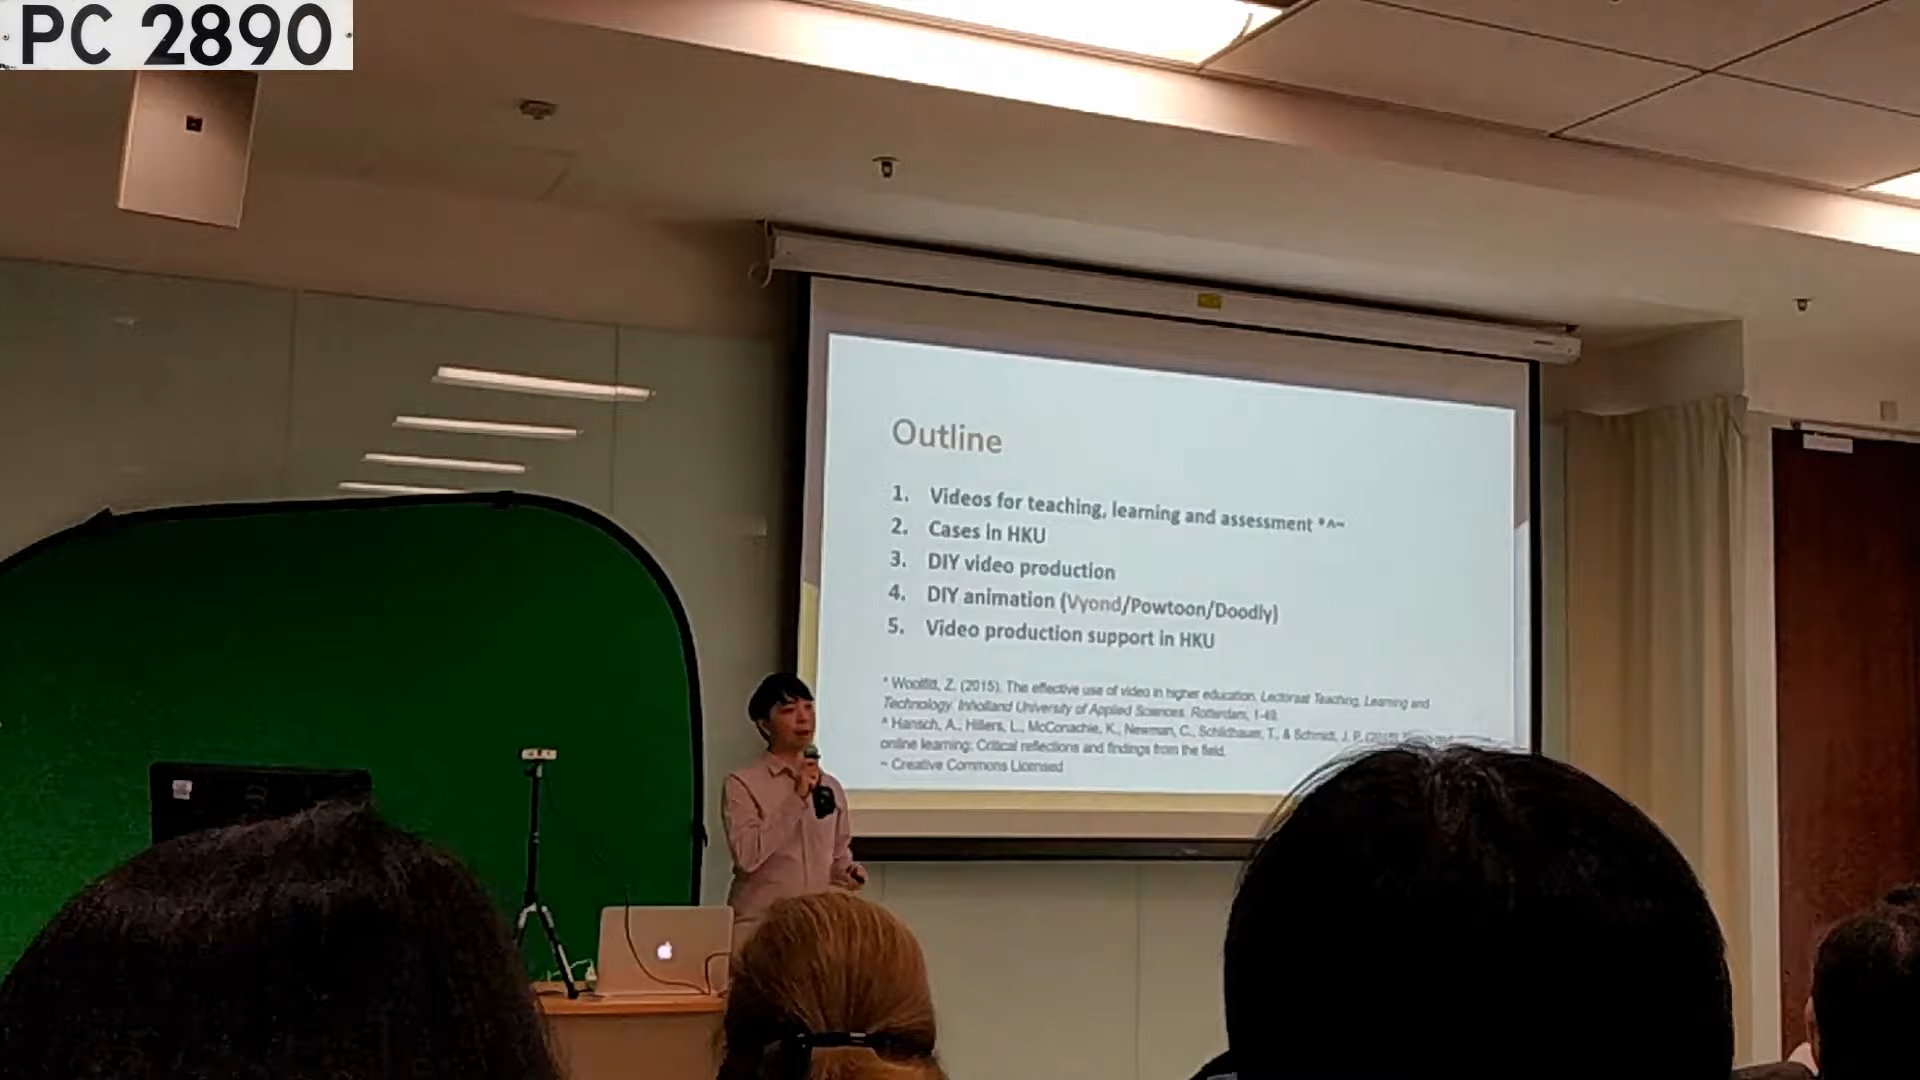 PC 2890
Outline
1. Videos for teaching, learning and assessment *^~
2. Cases in HKU
3. DIY video production
4. DIY animation (Vyond/Powtoon/Doodly)
5. Video production support in HKU
* Woolfitt, Z. (2015). The effective use of video in higher education. Lectoraat Teaching, Learning and
Technology. Inholland University of Applied Sciences. Rotterdam, 1-49.
^ Hansch, A., Hillers, L., McConachie, K., Newman, C., Schildhauer, T., & Schmidt, J. P. (2015).
online learning: Critical reflections and findings from the field.
~ Creative Commons Licensed